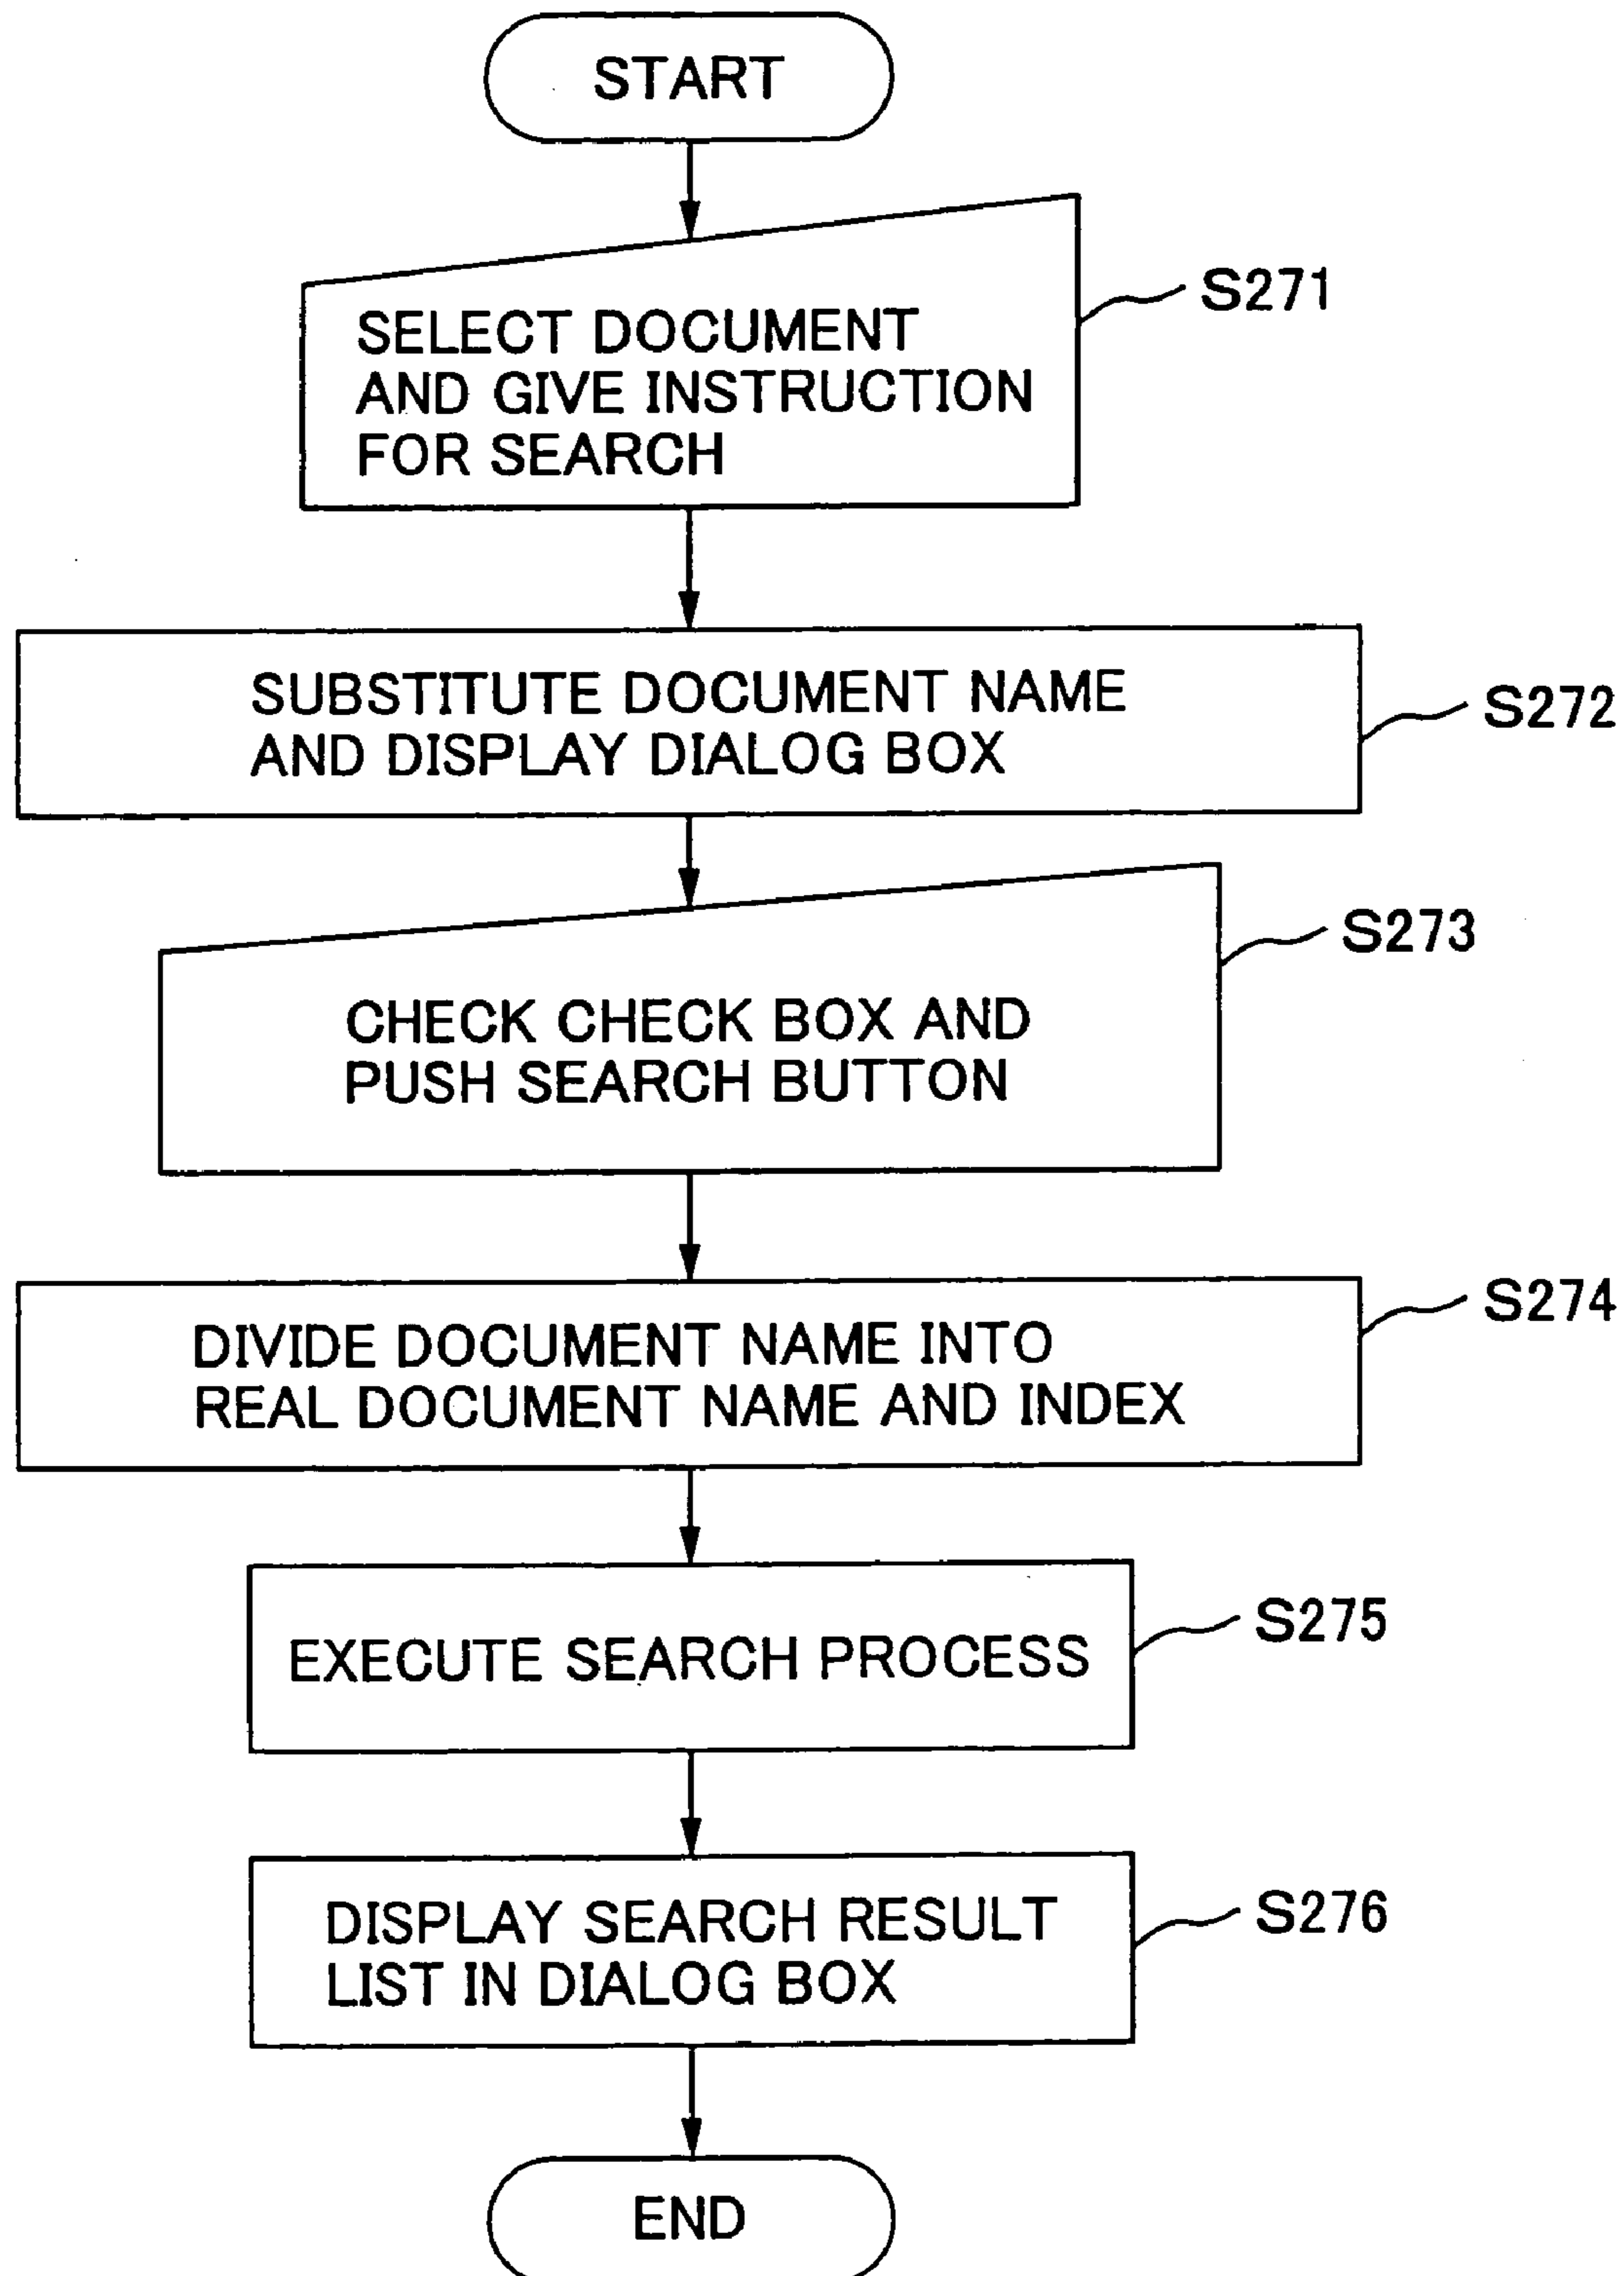 START
SELECT DOCUMENT
AND GIVE INSTRUCTION
FOR SEARCH
S271
SUBSTITUTE DOCUMENT NAME
AND DISPLAY DIALOG BOX
S272
CHECK CHECK BOX AND
PUSH SEARCH BUTTON
S273
DIVIDE DOCUMENT NAME INTO
REAL DOCUMENT NAME AND INDEX
S274
EXECUTE SEARCH PROCESS
S275
DISPLAY SEARCH RESULT
LIST IN DIALOG BOX
S276
END